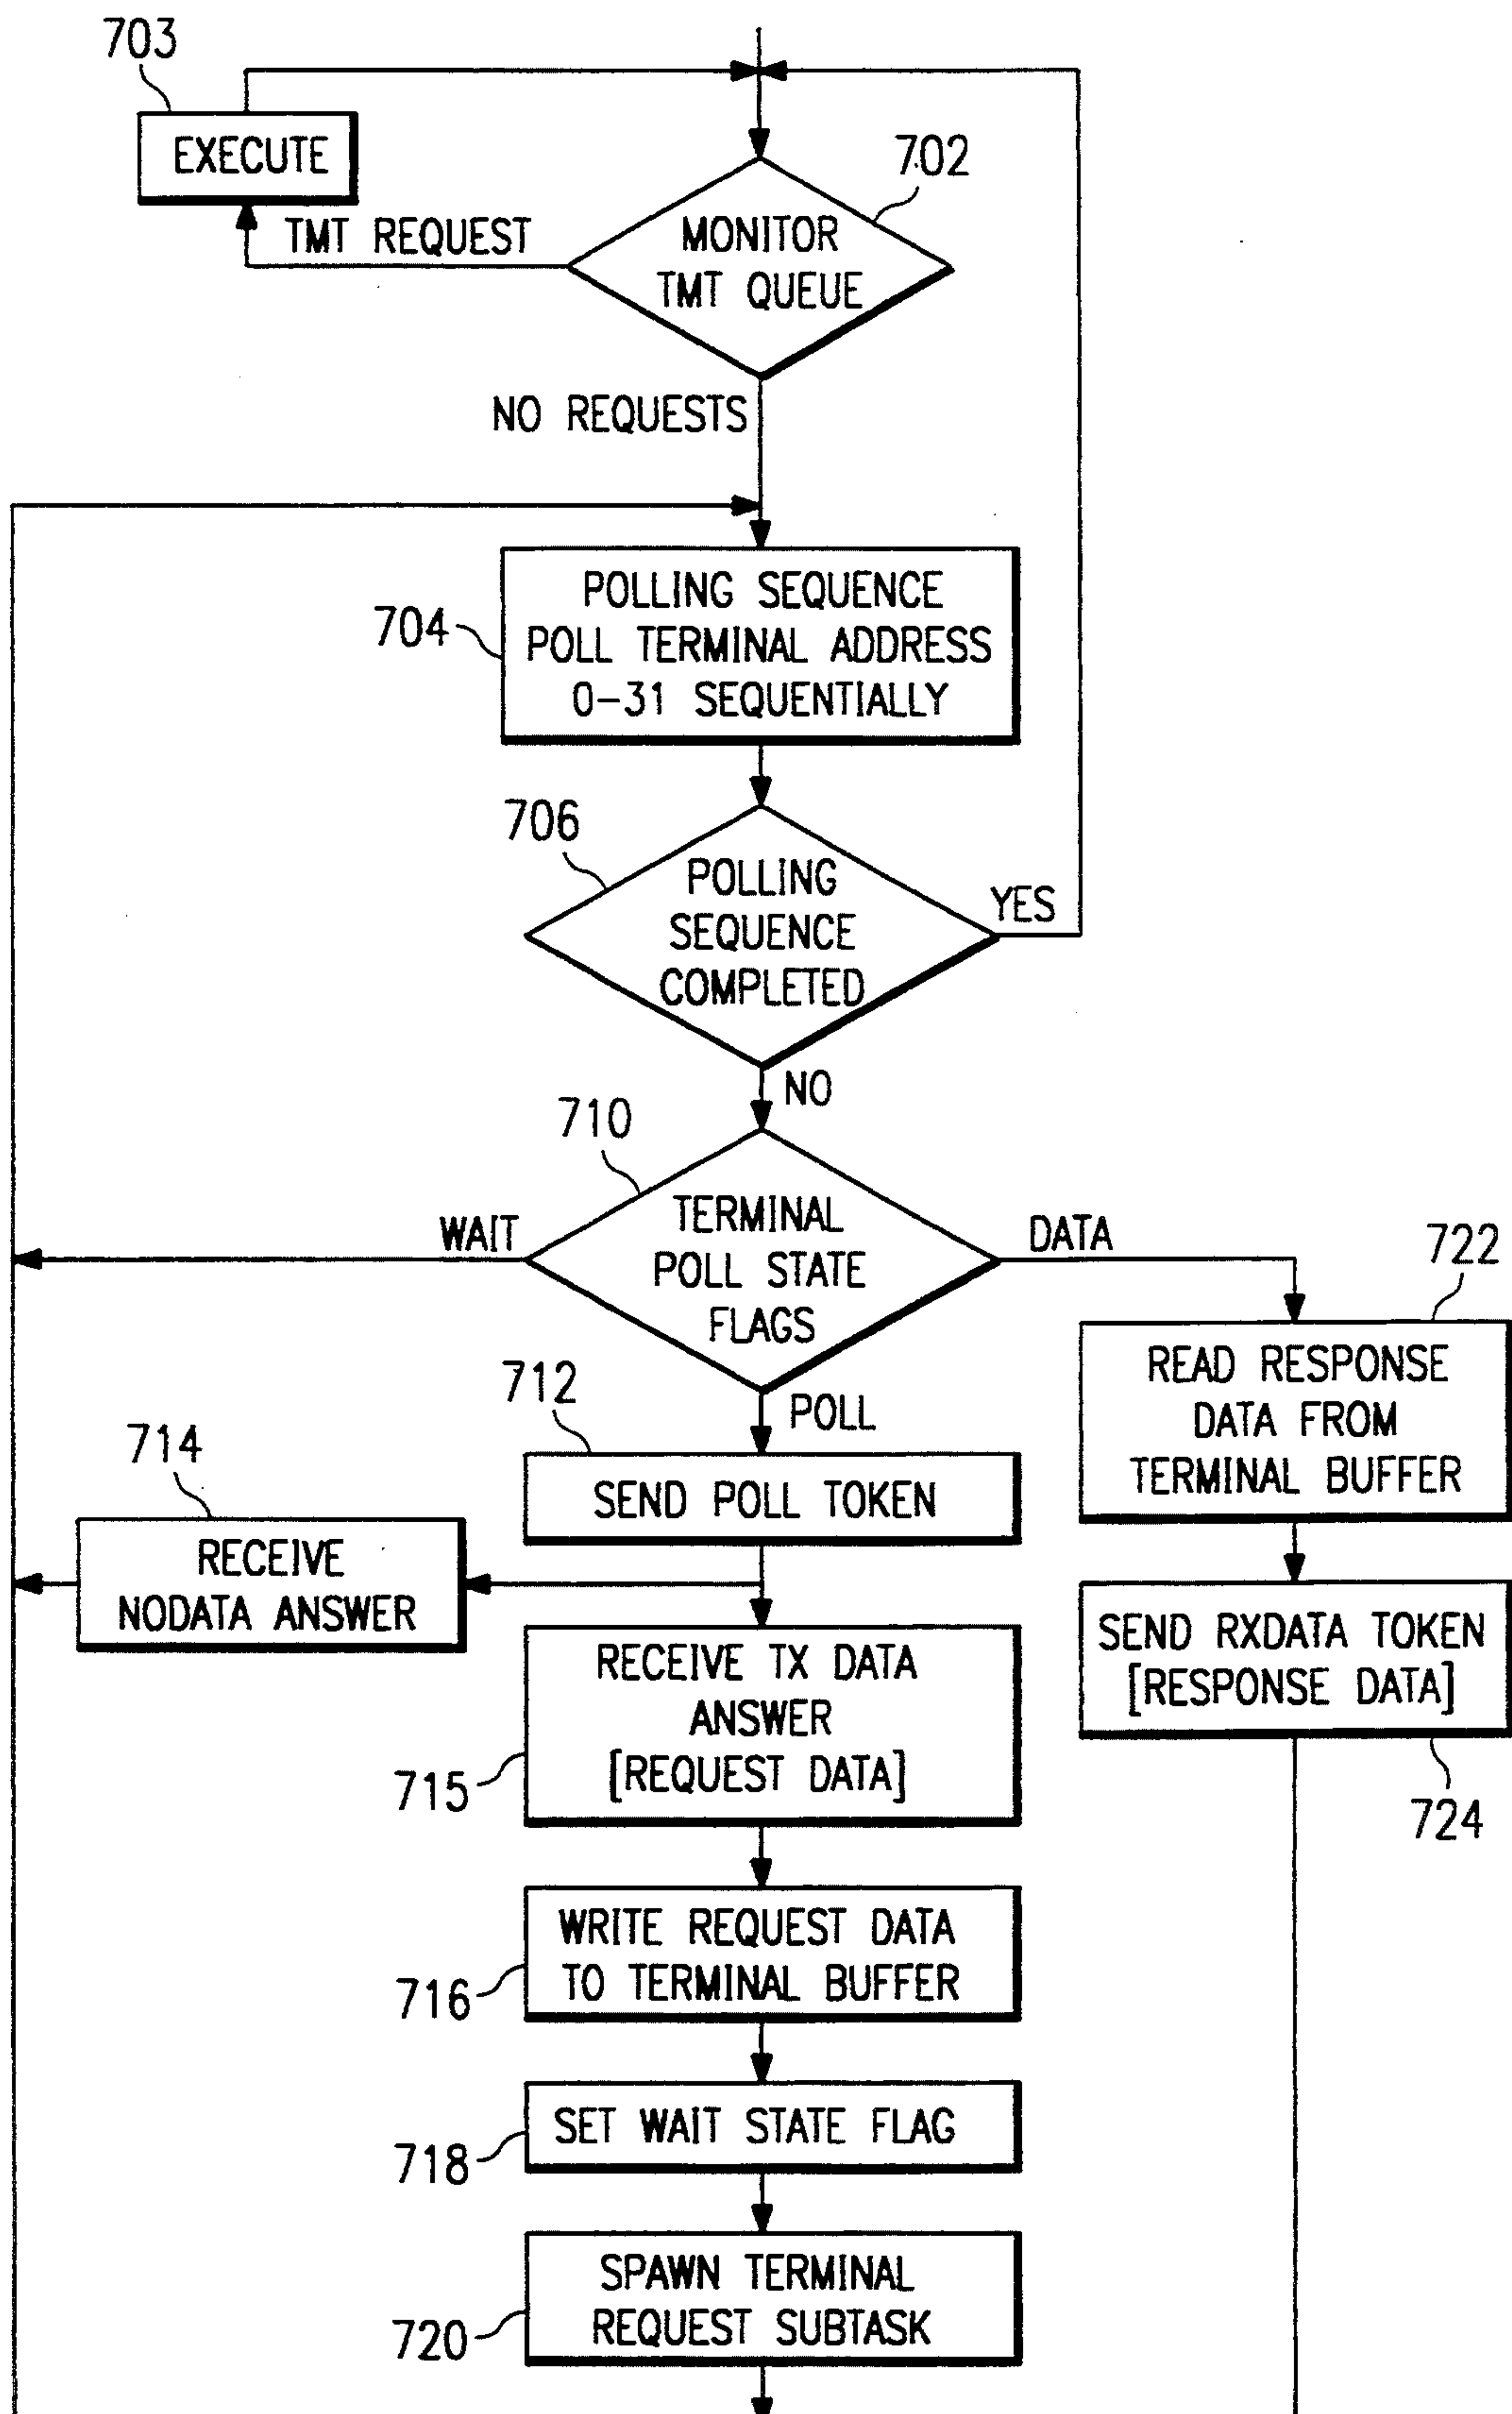 703
EXECUTE
702
TMT REQUEST
MONITOR
TMT QUEUE
NO REQUESTS
704
POLLING SEQUENCE
POLL TERMINAL ADDRESS
0-31 SEQUENTIALLY
706
POLLING
SEQUENCE
COMPLETED
YES
NO
710
TERMINAL
POLL STATE
FLAGS
WAIT
DATA
722
READ RESPONSE
DATA FROM
TERMINAL BUFFER
712
POLL
SEND POLL TOKEN
714
RECEIVE
NODATA ANSWER
SEND RXDATA TOKEN
[RESPONSE DATA]
724
RECEIVE TX DATA
ANSWER
[REQUEST DATA]
715
WRITE REQUEST DATA
TO TERMINAL BUFFER
716
SET WAIT STATE FLAG
718
SPAWN TERMINAL
REQUEST SUBTASK
720